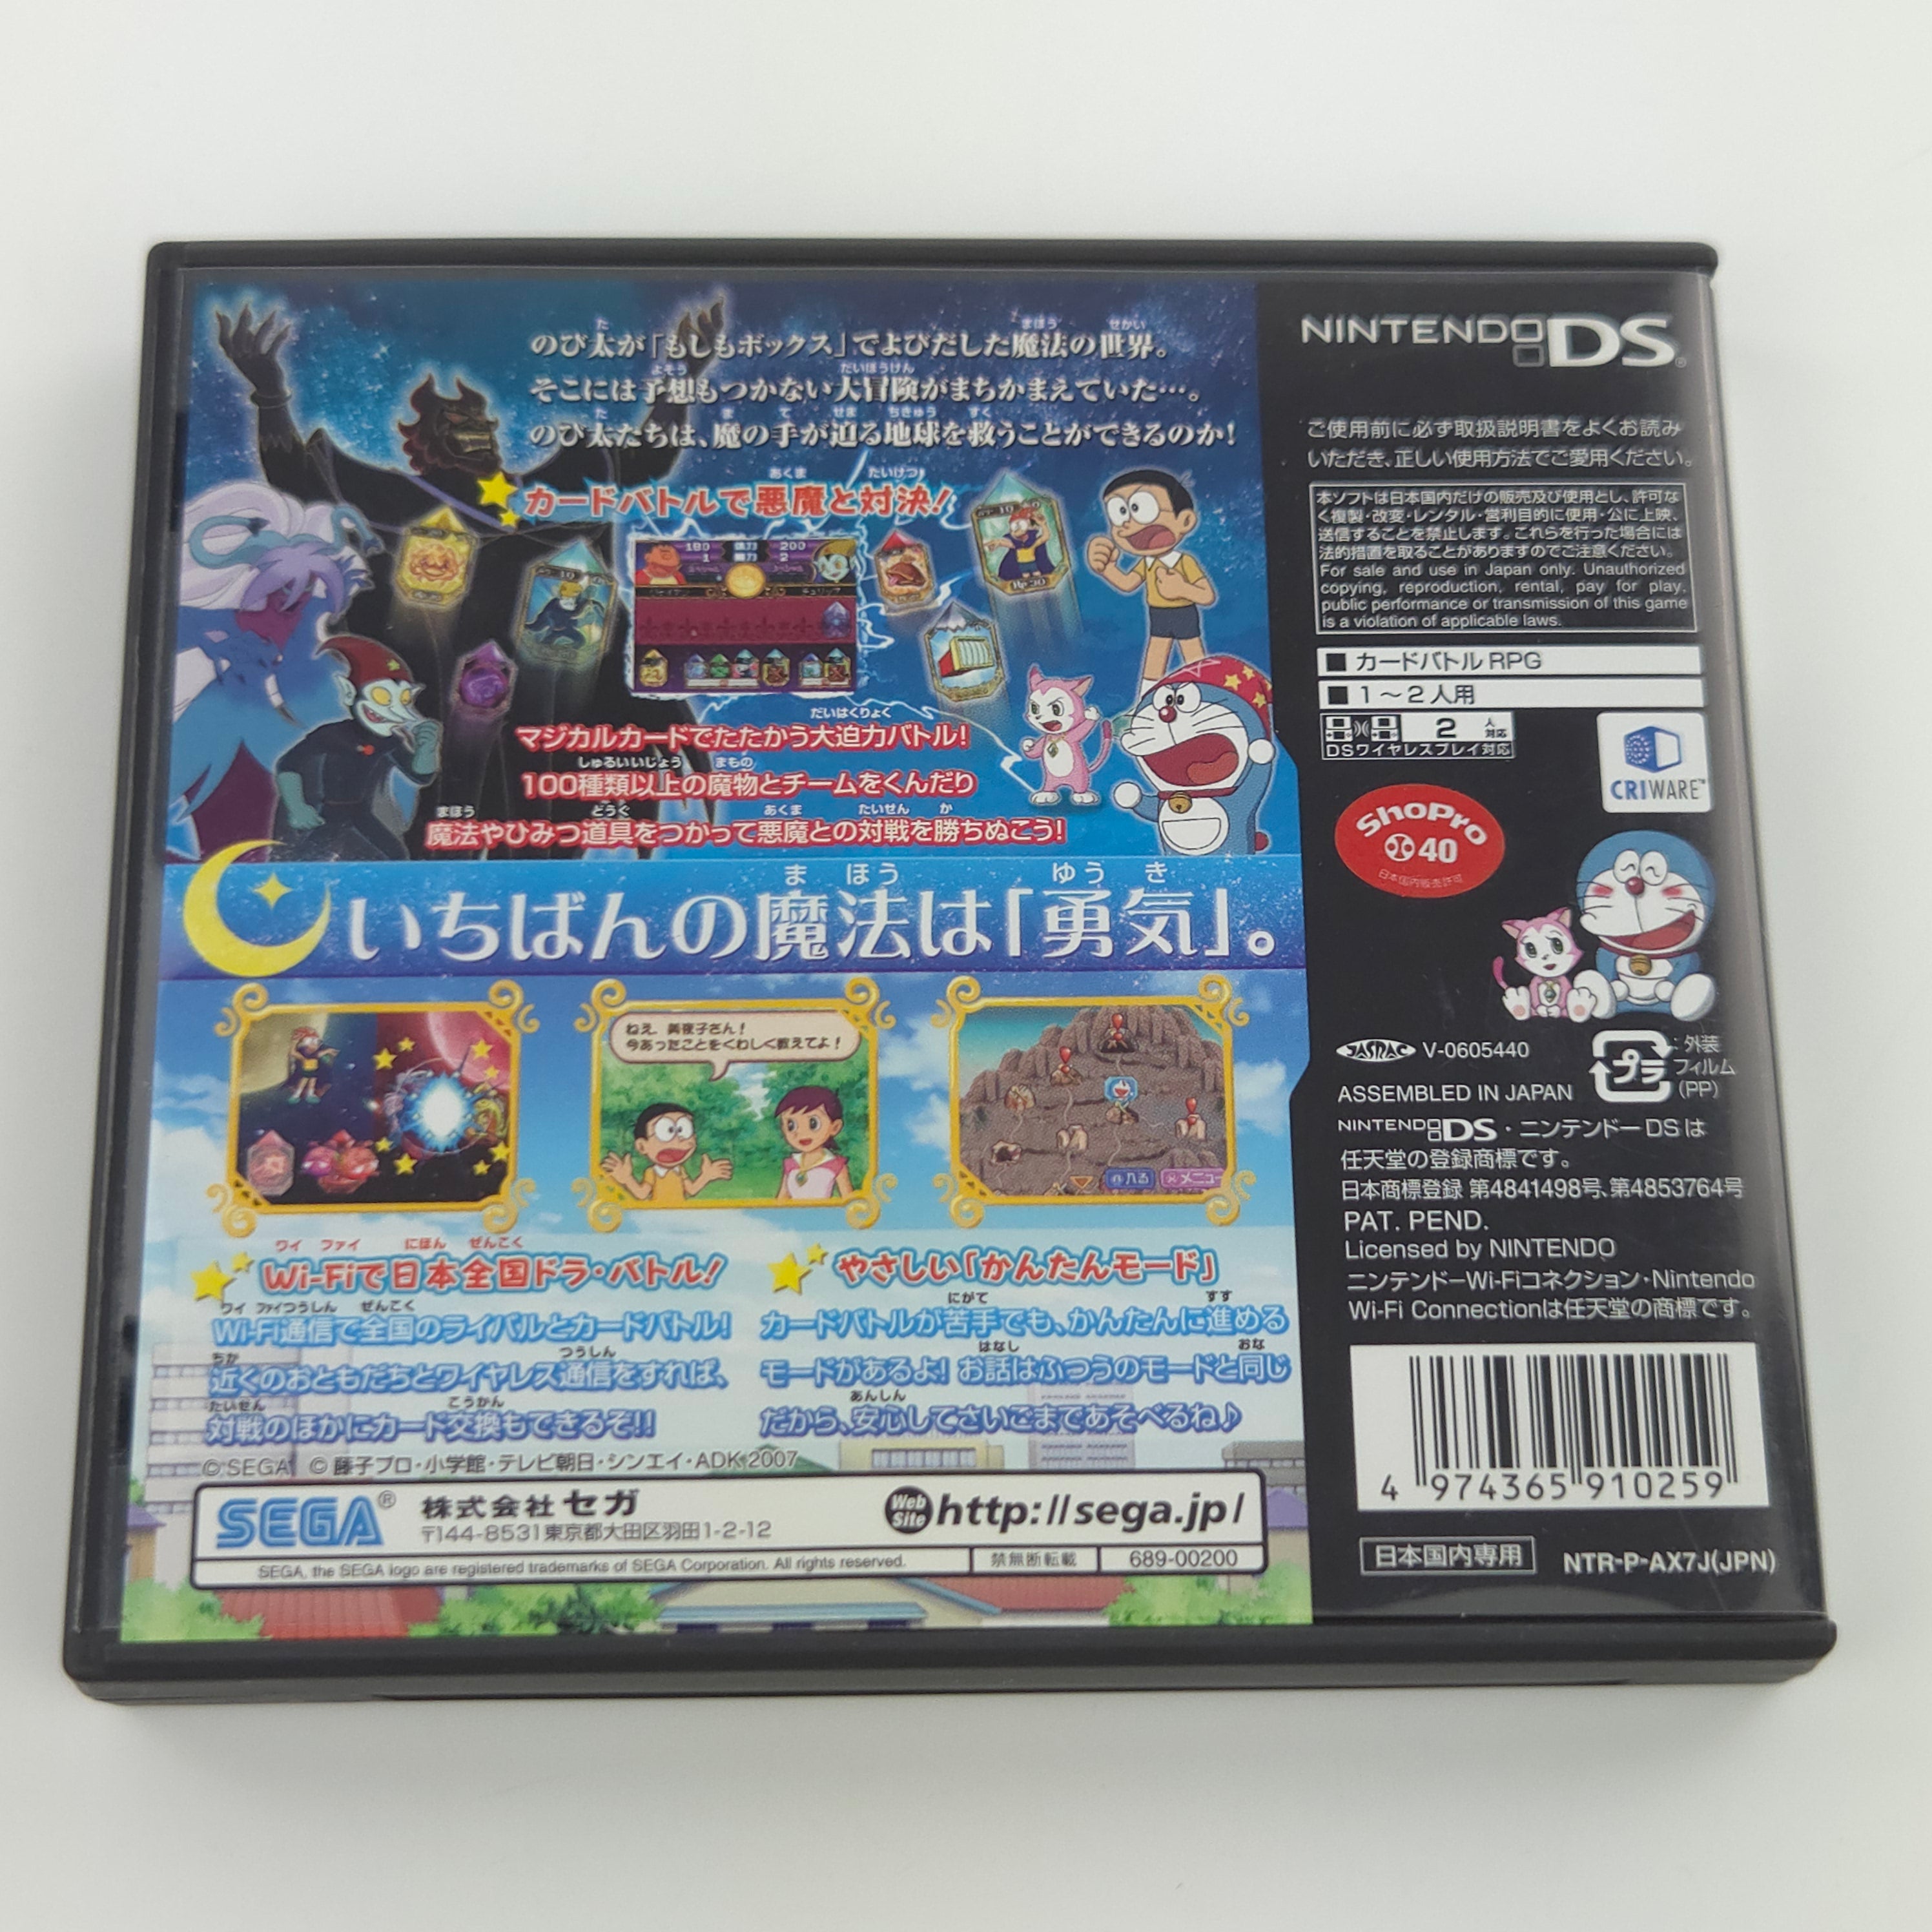 のび太が「もしもボックス」でよびだした魔法の世界。
そこには予想もつかない大冒険がまちかまえていた…。
のび太たちは、魔の手が迫る地球を救うことができるのか!
カードバトルで悪魔と対決!
180 体力 200
マジカルカードでたたかう大迫力バトル!
100種類以上の魔物とチームをくんだり
魔法やひみつ道具をつかって悪魔との対戦を勝ちぬこう!
いちばんの魔法は「勇気」。
ねえ、美夜子さん!
今あったことをくわしく教えてよ!
入る
メニュー
Wi-Fiで日本全国ドラ・バトル!
Wi-Fi通信で全国のライバルとカードバトル!
近くのおともだちとワイヤレス通信をすれば、
対戦のほかにカード交換もできるぞ!!
やさしい「かんたんモード」
カードバトルが苦手でも、かんたんに進める
モードがあるよ! お話はふつうのモードと同じ
だから、安心してさいごまであそべるね♪
© SEGA © 藤子プロ・小学館・テレビ朝日・シンエイ・ADK 2007
SEGA®
株式会社 セガ
〒144-8531 東京都大田区羽田1-2-12
Web Site http://sega.jp/
SEGA, the SEGA logo are registered trademarks of SEGA Corporation. All rights reserved.
禁無断転載
689-00200
NINTENDO DS®
ご使用前に必ず取扱説明書をよくお読み
いただき、正しい使用方法でご愛用ください。
本ソフトは日本国内だけの販売及び使用とし、許可な
く複製・改変・レンタル・営利目的に使用・公に上映、
送信することを禁止します。これらを行った場合には
法的措置を取ることがありますのでご注意ください。
For sale and use in Japan only. Unauthorized
copying, reproduction, rental, pay for play,
public performance or transmission of this game
is a violation of applicable laws.
■ カードバトル RPG
■ 1～2人用
2 人対応
DSワイヤレスプレイ対応
CRIWARE™
ShoPro
40
日本国内販売許可
JASRAC V-0605440
プラ
: 外装
フィルム
(PP)
ASSEMBLED IN JAPAN
NINTENDO DS・ニンテンドーDSは
任天堂の登録商標です。
日本商標登録 第4841498号、第4853764号
PAT. PEND.
Licensed by NINTENDO
ニンテンドーWi-Fiコネクション・Nintendo
Wi-Fi Connectionは任天堂の商標です。
4 974365 910259
日本国内専用
NTR-P-AX7J(JPN)